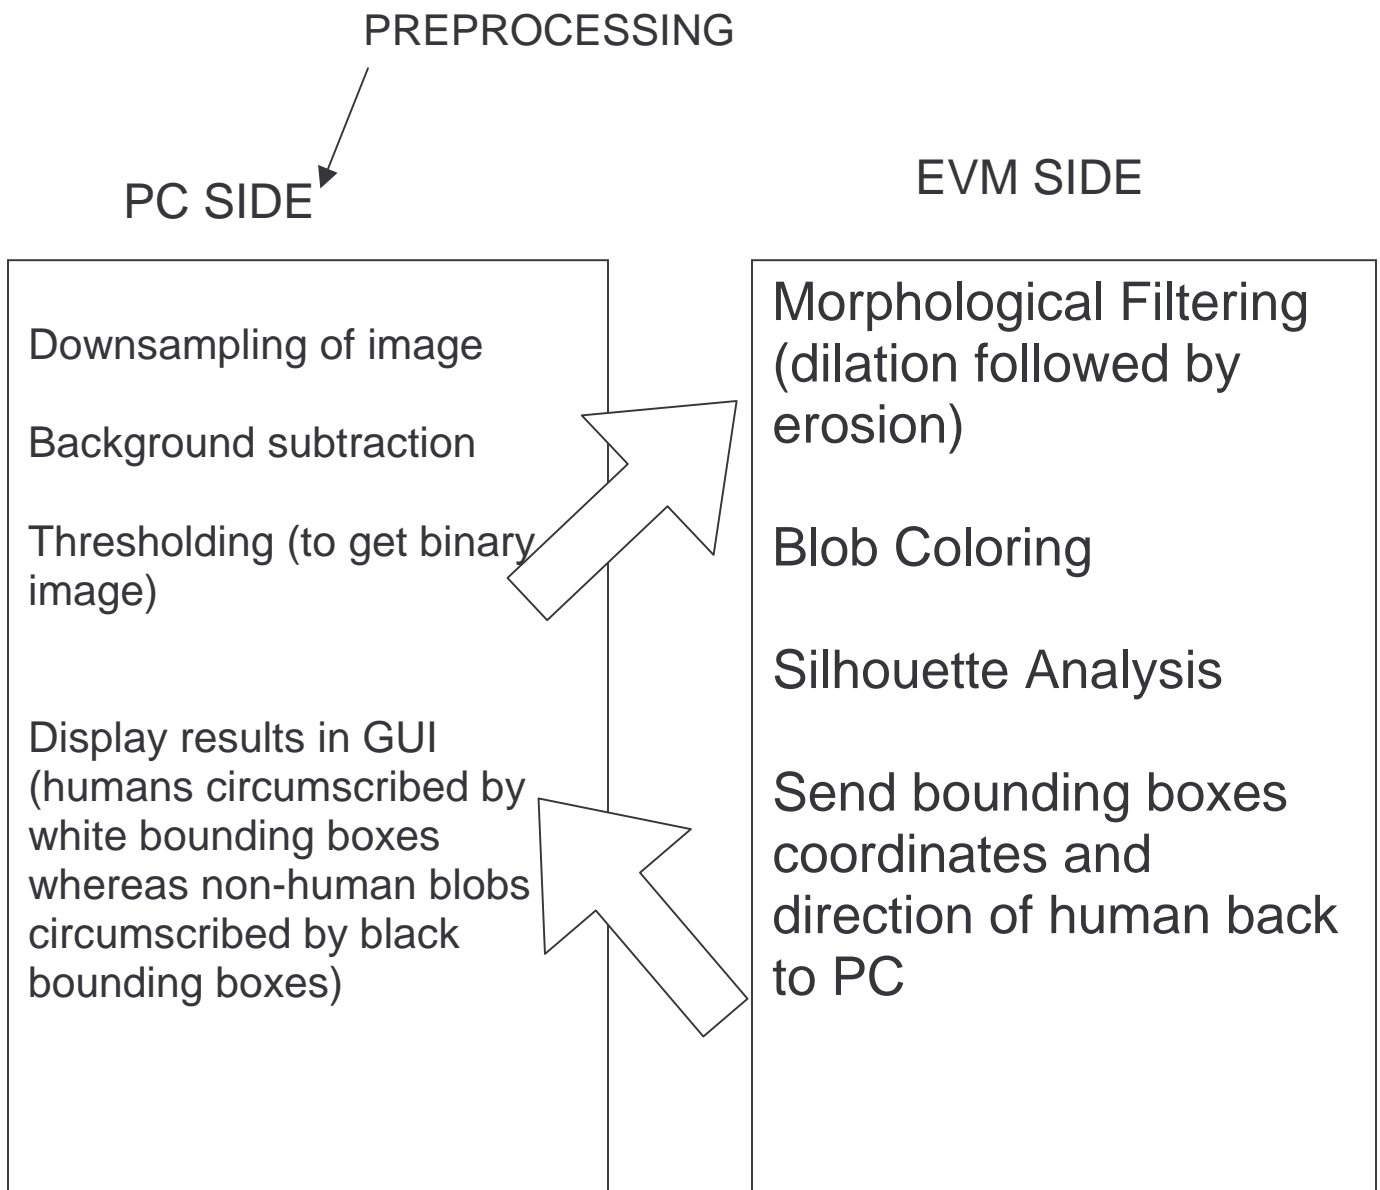 PREPROCESSING
PC SIDE
EVM SIDE
Downsampling of image
Background subtraction
Thresholding (to get binary
image)
Display results in GUI
(humans circumscribed by
white bounding boxes
whereas non-human blobs
circumscribed by black
bounding boxes)
Morphological Filtering
(dilation followed by
erosion)
Blob Coloring
Silhouette Analysis
Send bounding boxes
coordinates and
direction of human back
to PC